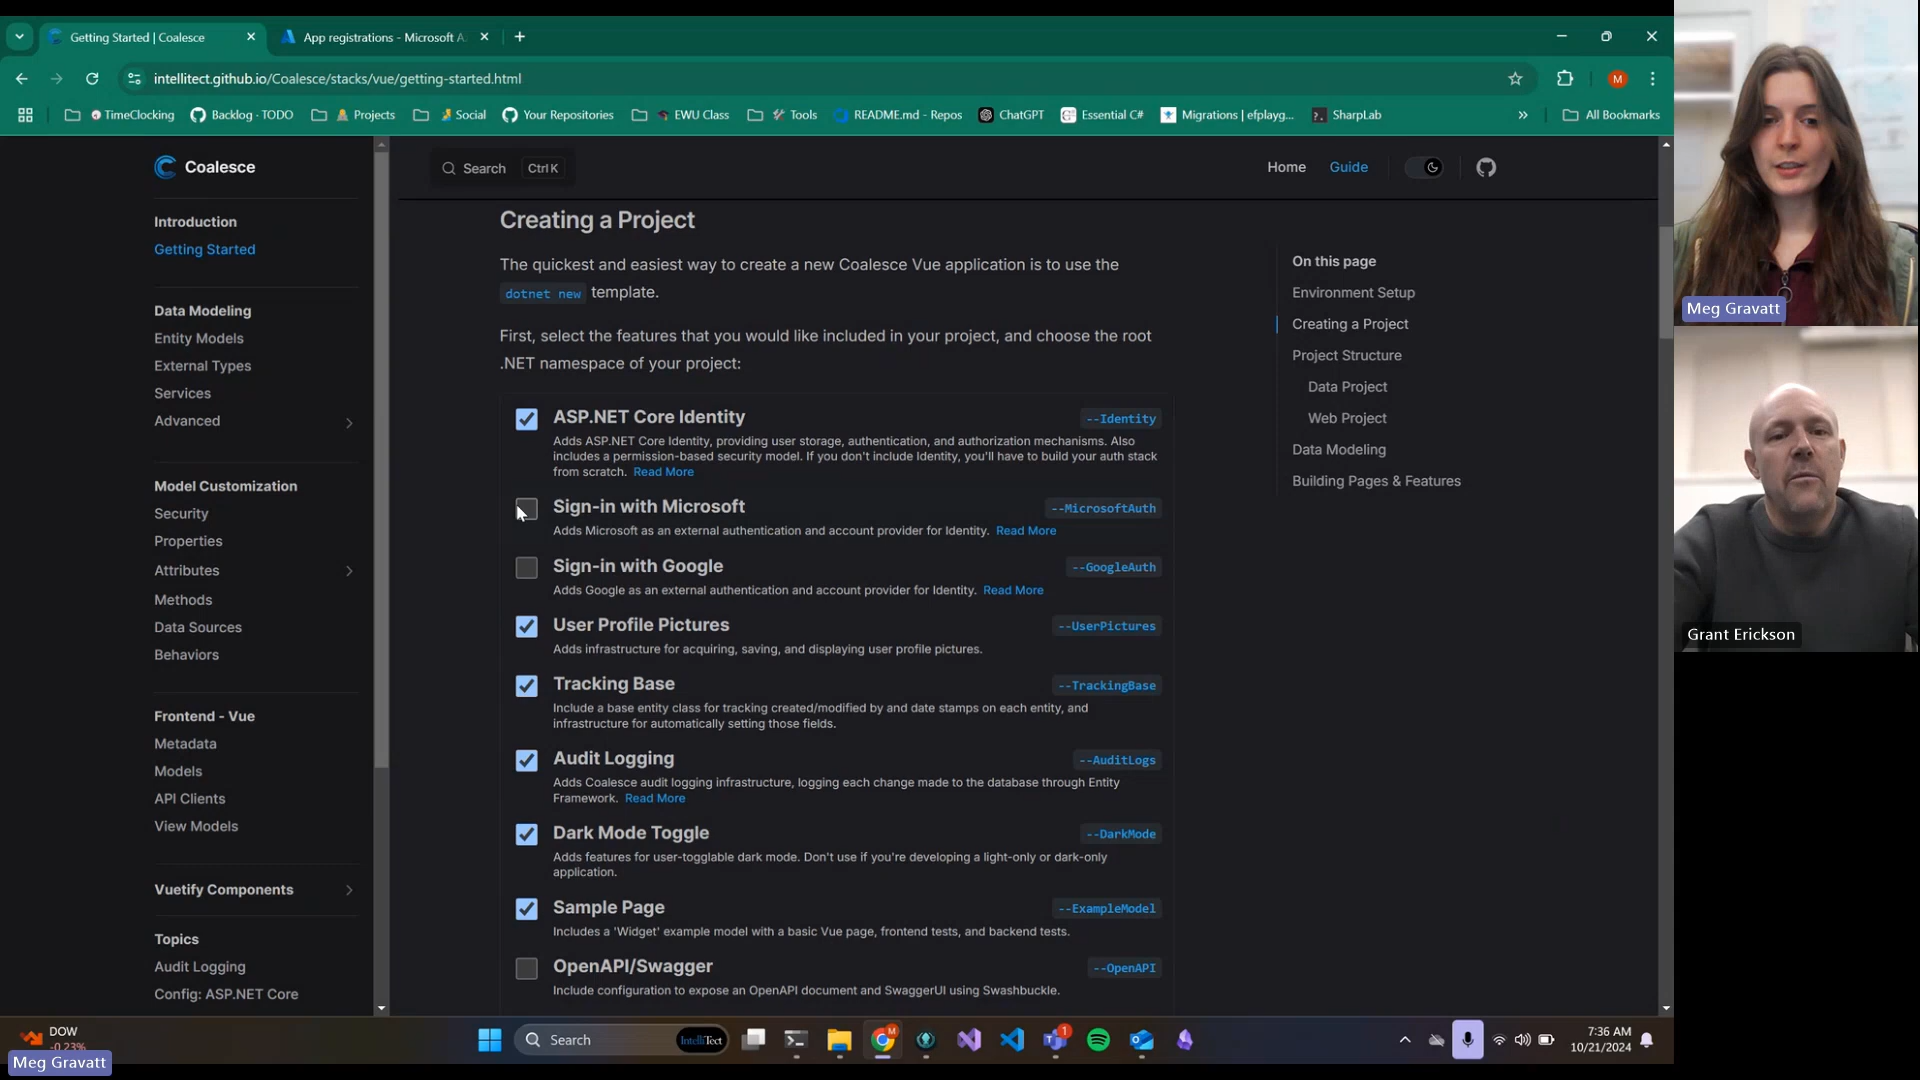 Getting Started | Coalesce
App registrations - Microsoft A
intellitect.github.io/Coalesce/stacks/vue/getting-started.html
M
TimeClocking
Backlog - TODO
Projects
Social
Your Repositories
EWU Class
Tools
README.md - Repos
ChatGPT
Essential C#
Migrations | efplayg...
SharpLab
All Bookmarks
Coalesce
Search
Ctrl K
Home
Guide
Introduction
Getting Started
Data Modeling
Entity Models
External Types
Services
Advanced
Model Customization
Security
Properties
Attributes
Methods
Data Sources
Behaviors
Frontend - Vue
Metadata
Models
API Clients
View Models
Vuetify Components
Topics
Audit Logging
Config: ASP.NET Core
Creating a Project
The quickest and easiest way to create a new Coalesce Vue application is to use the
dotnet new template.
First, select the features that you would like included in your project, and choose the root
.NET namespace of your project:
ASP.NET Core Identity
--Identity
Adds ASP.NET Core Identity, providing user storage, authentication, and authorization mechanisms. Also
includes a permission-based security model. If you don't include Identity, you'll have to build your auth stack
from scratch. Read More
Sign-in with Microsoft
--MicrosoftAuth
Adds Microsoft as an external authentication and account provider for Identity. Read More
Sign-in with Google
--GoogleAuth
Adds Google as an external authentication and account provider for Identity. Read More
User Profile Pictures
--UserPictures
Adds infrastructure for acquiring, saving, and displaying user profile pictures.
Tracking Base
--TrackingBase
Include a base entity class for tracking created/modified by and date stamps on each entity, and
infrastructure for automatically setting those fields.
Audit Logging
--AuditLogs
Adds Coalesce audit logging infrastructure, logging each change made to the database through Entity
Framework. Read More
Dark Mode Toggle
--DarkMode
Adds features for user-togglable dark mode. Don't use if you're developing a light-only or dark-only
application.
Sample Page
--ExampleModel
Includes a 'Widget' example model with a basic Vue page, frontend tests, and backend tests.
OpenAPI/Swagger
--OpenAPI
Include configuration to expose an OpenAPI document and SwaggerUI using Swashbuckle.
On this page
Environment Setup
Creating a Project
Project Structure
Data Project
Web Project
Data Modeling
Building Pages & Features
Meg Gravatt
Grant Erickson
DOW
-0.23%
Meg Gravatt
Search
IntelliTect
M
1
7:36 AM
10/21/2024